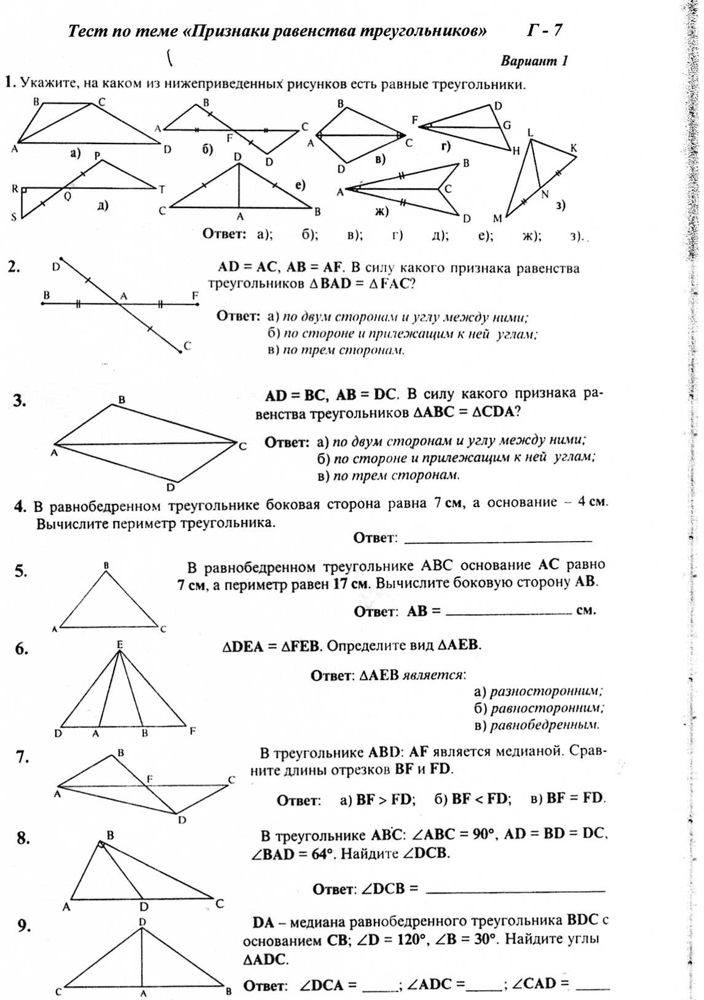 Тест по теме «Признаки равенства треугольников» Г - 7
Вариант 1
1. Укажите, на каком из нижеприведенных рисунков есть равные треугольники.
B C A D а)
A B F C D б)
B A C D в)
F D G H г)
R P Q T S д)
D C A B е)
A B C D ж)
L K N M з)
Ответ: а); б); в); г) д); е); ж); з).
2.
D B A F C
AD = AC, AB = AF. В силу какого признака равенства
треугольников ΔBAD = ΔFAC?
Ответ: а) по двум сторонам и углу между ними;
б) по стороне и прилежащим к ней углам;
в) по трем сторонам.
3.
B A C D
AD = BC, AB = DC. В силу какого признака ра-
венства треугольников ΔABC = ΔCDA?
Ответ: а) по двум сторонам и углу между ними;
б) по стороне и прилежащим к ней углам;
в) по трем сторонам.
4. В равнобедренном треугольнике боковая сторона равна 7 см, а основание – 4 см.
Вычислите периметр треугольника.
Ответ: ____________
5.
B A C
В равнобедренном треугольнике ABC основание AC равно
7 см, а периметр равен 17 см. Вычислите боковую сторону AB.
Ответ: AB = ____________ см.
6.
E D A B F
ΔDEA = ΔFEB. Определите вид ΔAEB.
Ответ: ΔAEB является:
а) разносторонним;
б) равносторонним;
в) равнобедренным.
7.
B F C A D
В треугольнике ABD: AF является медианой. Срав-
ните длины отрезков BF и FD.
Ответ: а) BF > FD; б) BF < FD; в) BF = FD.
8.
B A D C
В треугольнике ABC: ∠ABC = 90°, AD = BD = DC,
∠BAD = 64°. Найдите ∠DCB.
Ответ: ∠DCB = ____________
9.
D C A B
DA – медиана равнобедренного треугольника BDC с
основанием CB; ∠D = 120°, ∠B = 30°. Найдите углы
ΔADC.
Ответ: ∠DCA = _____; ∠ADC =_____; ∠CAD = _____